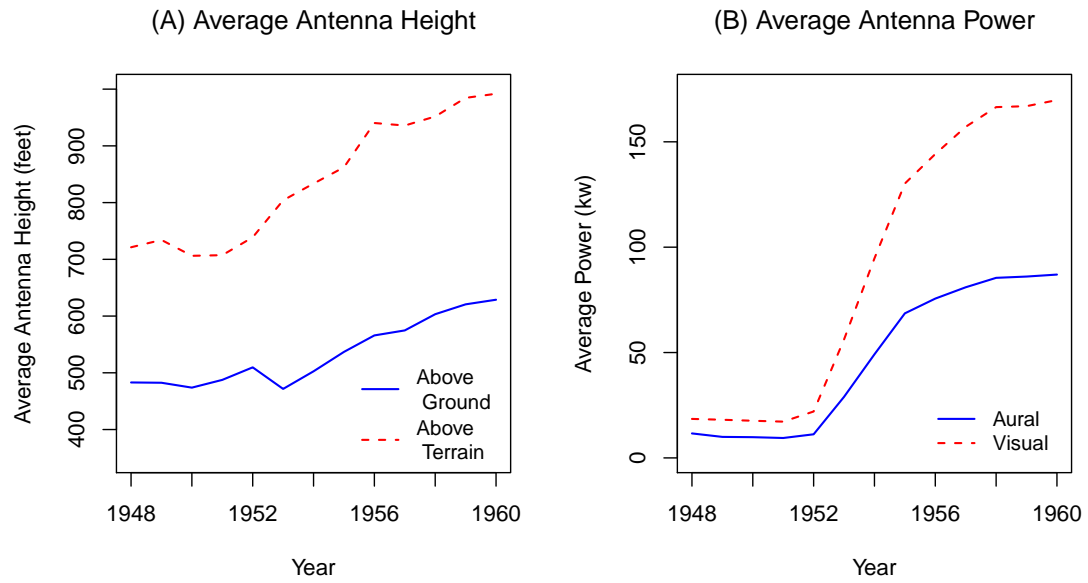 (A) Average Antenna Height
Average Antenna Height (feet)
900
800
700
600
500
400
Above
Ground
Above
Terrain
1948
1952
1956
1960
Year
(B) Average Antenna Power
Average Power (kw)
150
100
50
0
Aural
Visual
1948
1952
1956
1960
Year